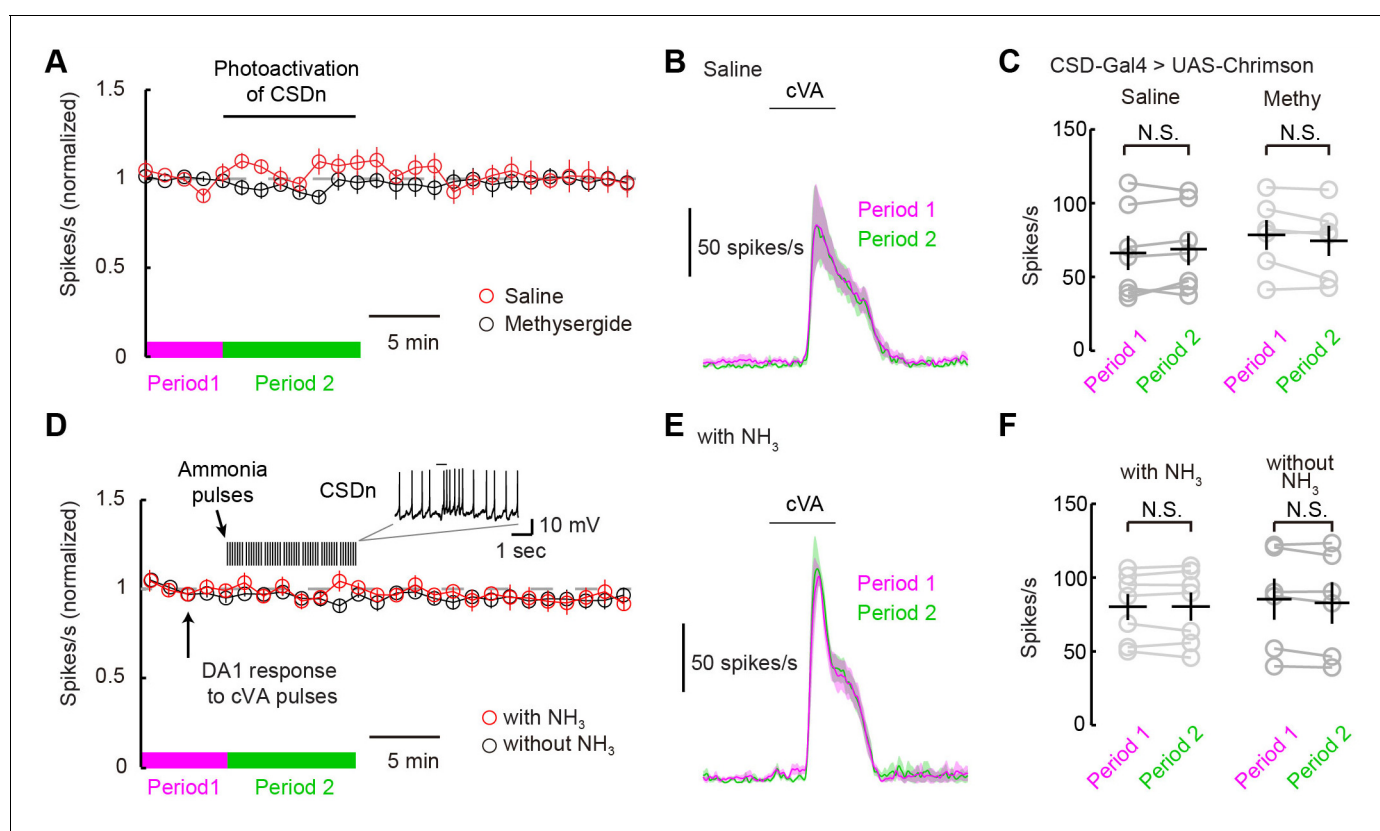 A
Photoactivation
of CSDn
1.5
1
0.5
0
Spikes/s (normalized)
Saline
Methysergide
5 min
Period1
Period 2
B
Saline
cVA
50 spikes/s
Period 1
Period 2
C
CSD-Gal4 > UAS-Chrimson
Saline
Methy
N.S.
N.S.
150
100
50
0
Spikes/s
Period 1
Period 2
Period 1
Period 2
D
Ammonia
pulses
CSDn
10 mV
1 sec
1.5
1
0.5
0
Spikes/s (normalized)
DA1 response
to cVA pulses
with NH3
without NH3
5 min
Period1
Period 2
E
with NH3
cVA
50 spikes/s
Period 1
Period 2
F
with NH3
without
NH3
N.S.
N.S.
150
100
50
0
Spikes/s
Period 1
Period 2
Period 1
Period 2